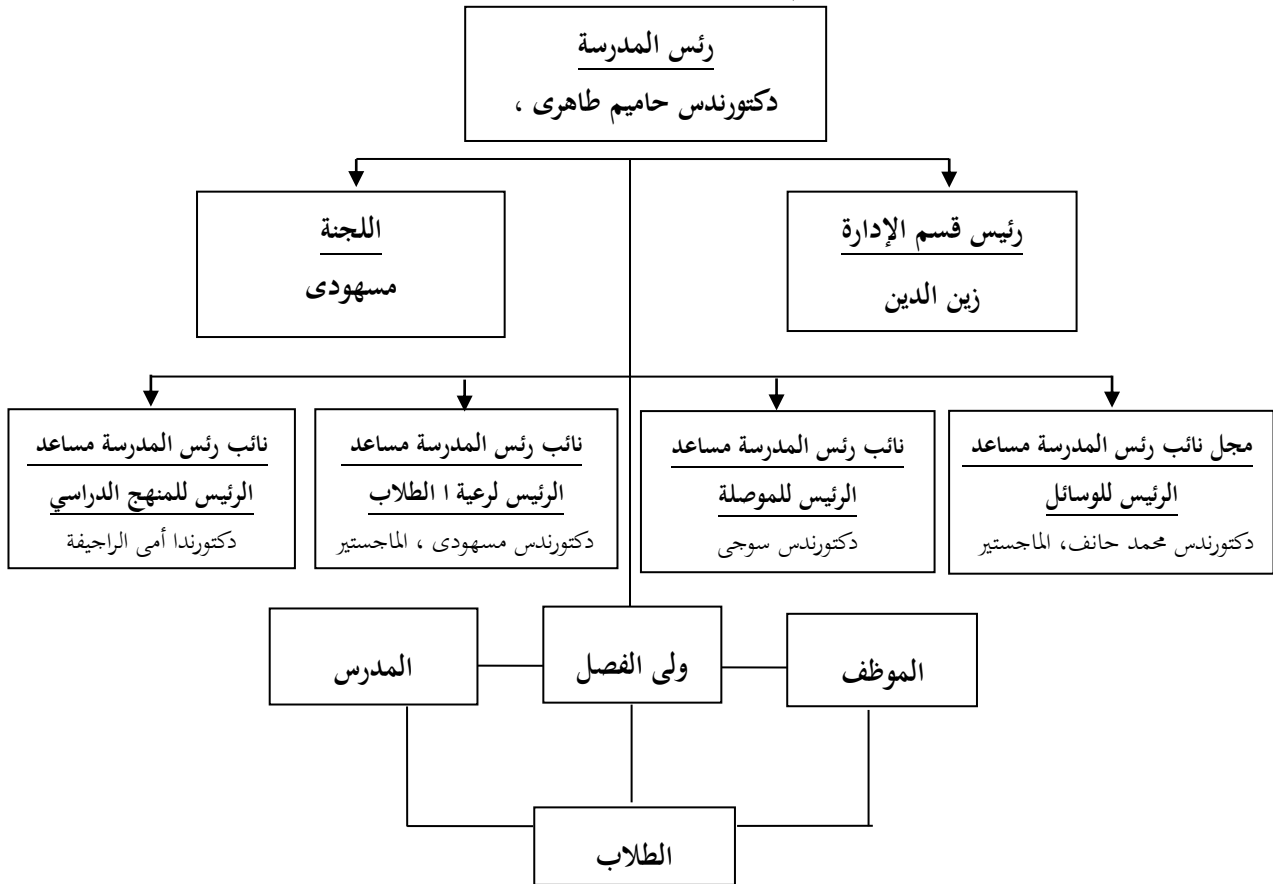 رئس المدرسة
دكتورندس حاميم طاهرى ،
رئيس قسم الإدارة
زين الدين
اللجنة
مسهودى
مجل نائب رئس المدرسة مساعد
الرئيس للوسائل
دكتورندس محمد حانف، الماجستير
نائب رئس المدرسة مساعد
الرئيس للموصلة
دكتورندس سوجى
نائب رئس المدرسة مساعد
الرئيس لرعية ا الطلاب
دكتورندس مسهودى ، الماجستير
نائب رئس المدرسة مساعد
الرئيس للمنهج الدراسي
دكتورندا أمى الراجيفة
الموظف
ولى الفصل
المدرس
الطلاب